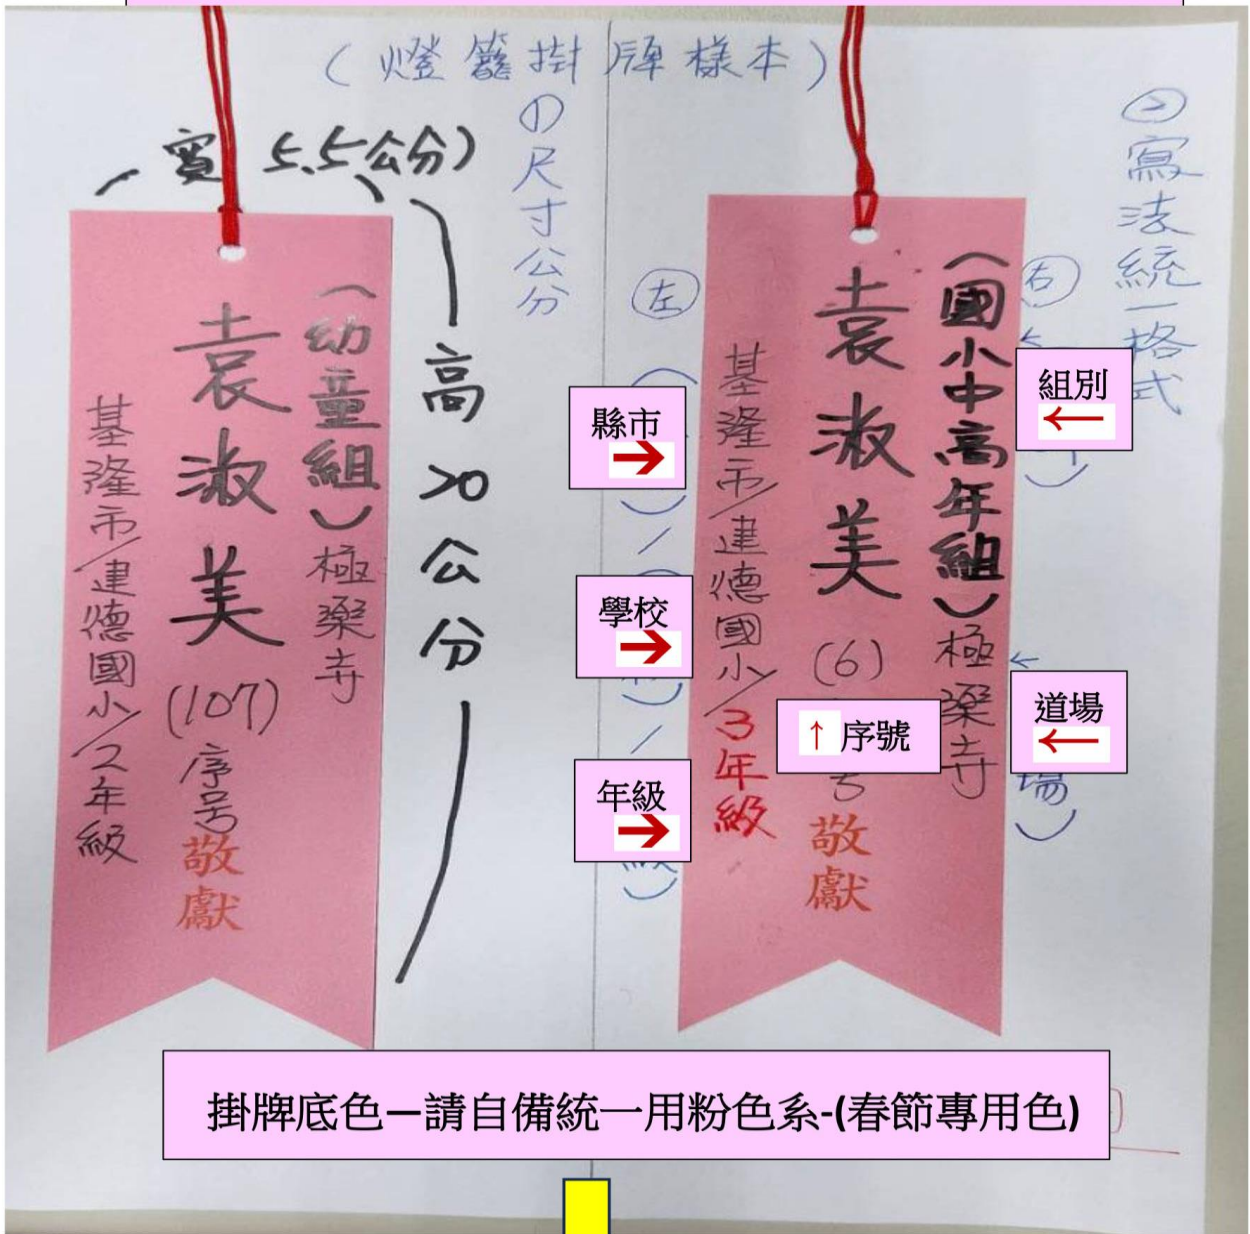 (燈籠掛牌樣本)
①尺寸公分
寬 5.5公分)
高20公分
(幼童組)極樂寺
袁淑美(107)序号敬獻
基隆市/建德國小/2年級
②寫法統一格式
右
組別
←
道場
←
場)
(國小中高年組)極樂寺
袁淑美(6)
↑序號
号敬獻
基隆市/建德國小/3年級
左
縣市
→
學校
→
年級
→
級)
掛牌底色—請自備統一用粉色系-(春節專用色)